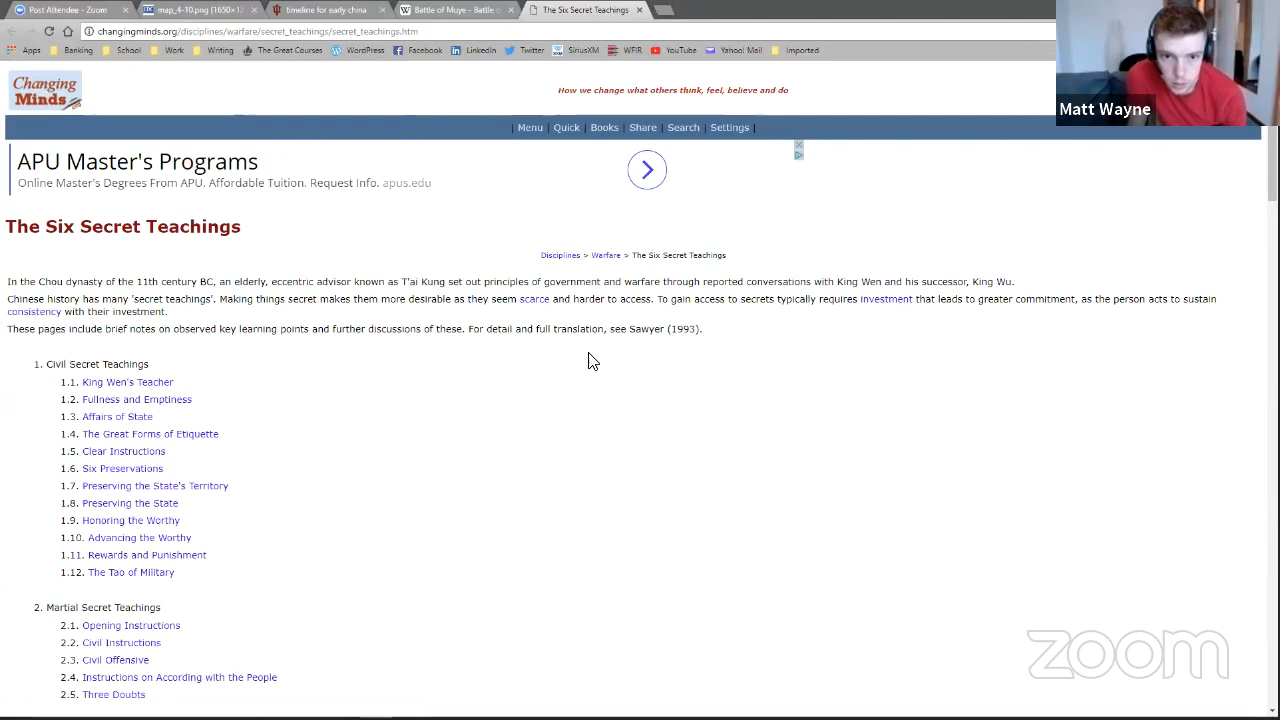 Post Attendee - Zoom
map_4-10.png (1650×12
timeline for early china
Battle of Muye - Battle o
The Six Secret Teachings
changingminds.org/disciplines/warfare/secret_teachings/secret_teachings.htm
Apps Banking School Work Writing The Great Courses WordPress Facebook LinkedIn Twitter SiriusXM WFIR YouTube Yahoo! Mail Imported
Matt Wayne
Changing
Minds.org
How we change what others think, feel, believe and do
| Menu | Quick | Books | Share | Search | Settings |
APU Master's Programs
Online Master's Degrees From APU. Affordable Tuition. Request Info. apus.edu
The Six Secret Teachings
Disciplines > Warfare > The Six Secret Teachings
In the Chou dynasty of the 11th century BC, an elderly, eccentric advisor known as T'ai Kung set out principles of government and warfare through reported conversations with King Wen and his successor, King Wu.
Chinese history has many 'secret teachings'. Making things secret makes them more desirable as they seem scarce and harder to access. To gain access to secrets typically requires investment that leads to greater commitment, as the person acts to sustain
consistency with their investment.
These pages include brief notes on observed key learning points and further discussions of these. For detail and full translation, see Sawyer (1993).
1. Civil Secret Teachings
1.1. King Wen's Teacher
1.2. Fullness and Emptiness
1.3. Affairs of State
1.4. The Great Forms of Etiquette
1.5. Clear Instructions
1.6. Six Preservations
1.7. Preserving the State's Territory
1.8. Preserving the State
1.9. Honoring the Worthy
1.10. Advancing the Worthy
1.11. Rewards and Punishment
1.12. The Tao of Military
2. Martial Secret Teachings
2.1. Opening Instructions
2.2. Civil Instructions
2.3. Civil Offensive
2.4. Instructions on According with the People
2.5. Three Doubts
zoom